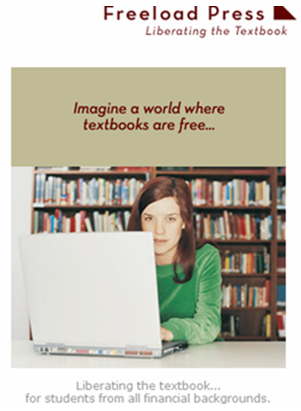 Freeload Press
Liberating the Textbook
Imagine a world where
textbooks are free...
Liberating the textbook...
for students from all financial backgrounds.